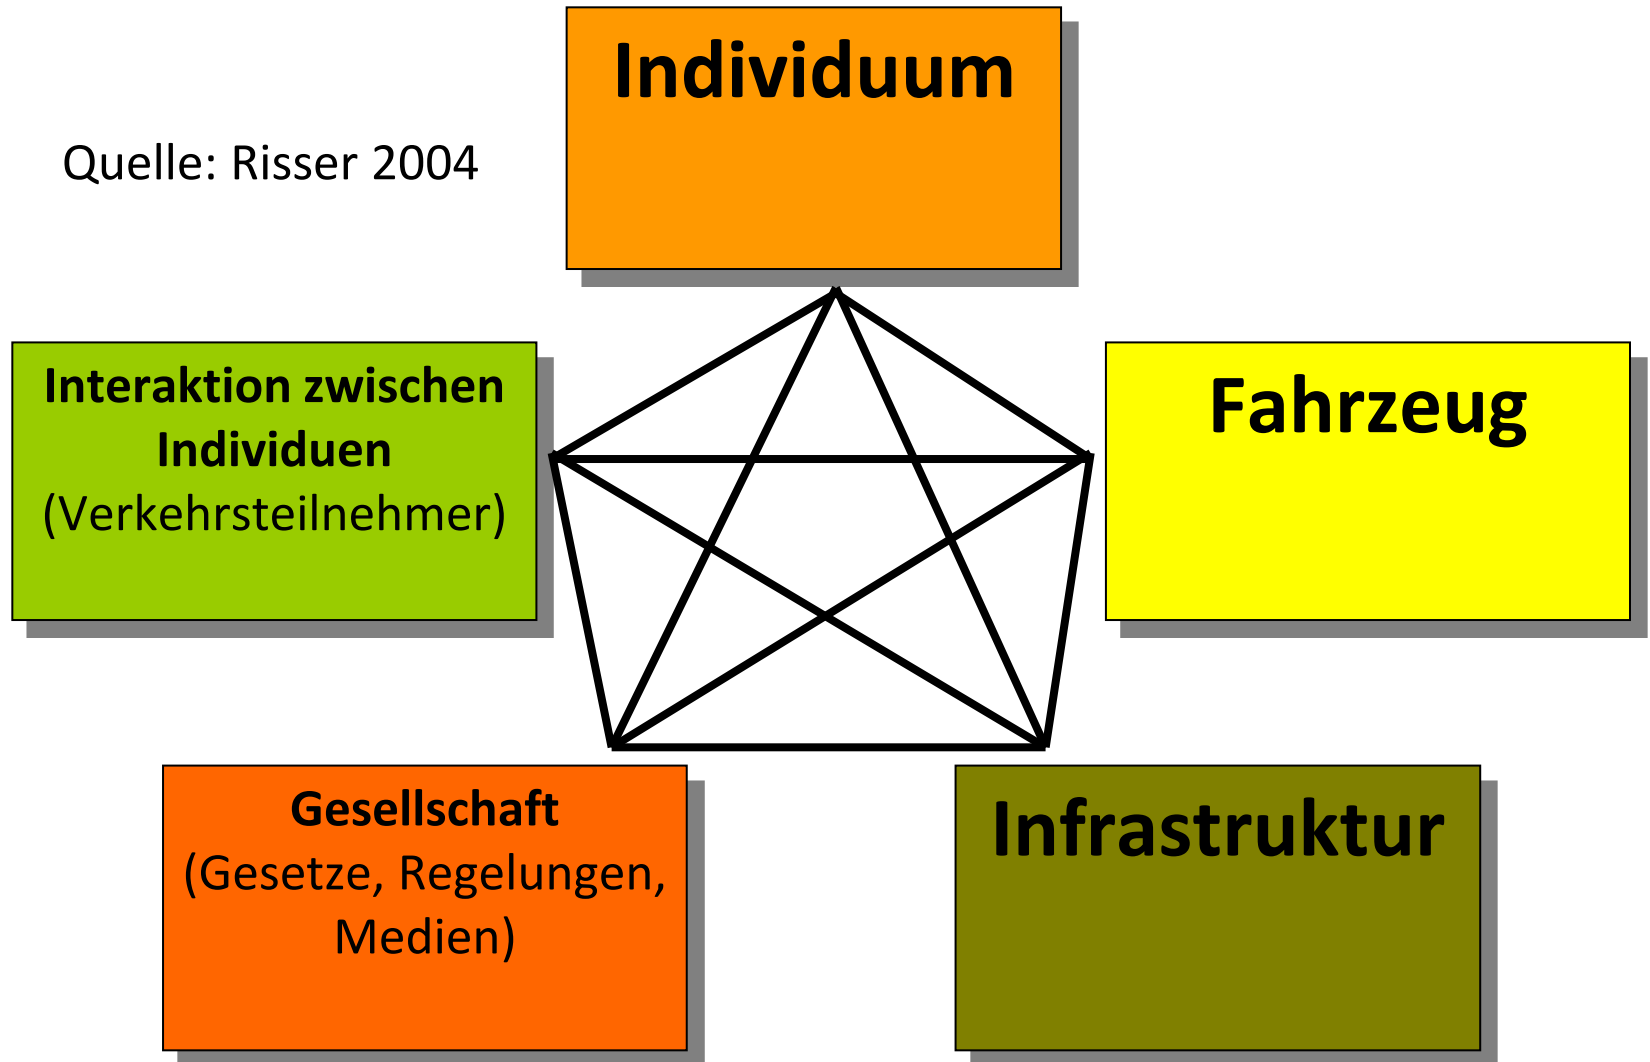 Individuum
Quelle: Risser 2004
Interaktion zwischen
Individuen
(Verkehrsteilnehmer)
Fahrzeug
Gesellschaft
(Gesetze, Regelungen,
Medien)
Infrastruktur